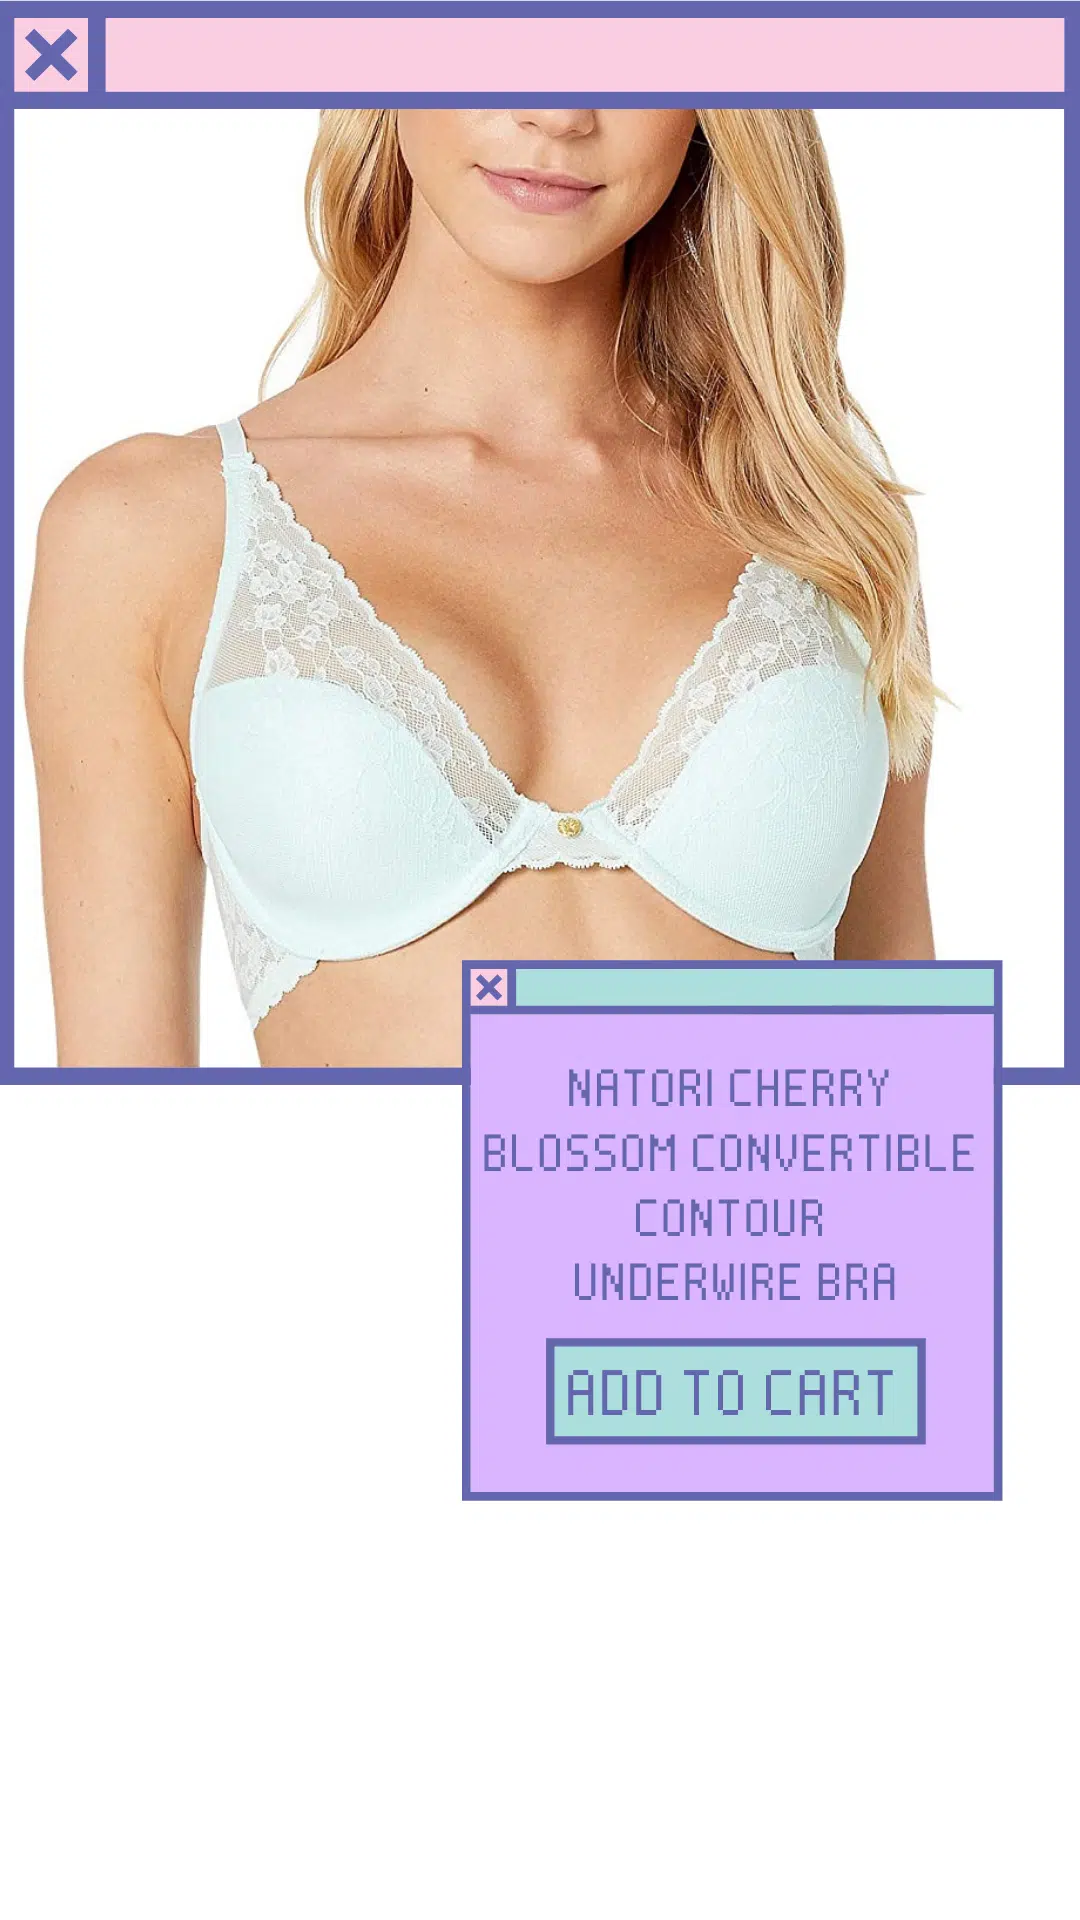 NATORI CHERRY
BLOSSOM CONVERTIBLE
CONTOUR
UNDERWIRE BRA
ADD TO CART